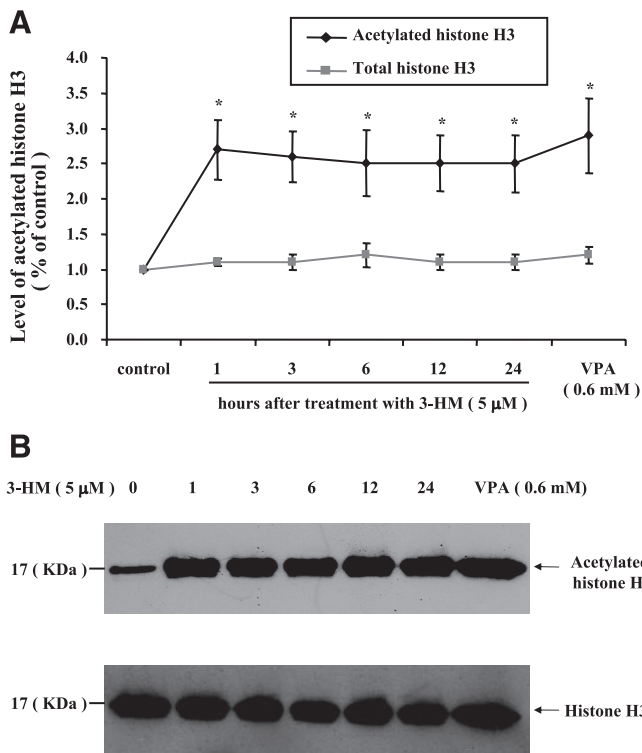 A
Acetylated histone H3
Total histone H3
Level of acetylated histone H3
( % of control )
4.0
3.5
3.0
2.5
2.0
1.5
1.0
0.5
0.0
* * * * * *
control 1 3 6 12 24 VPA
( 0.6 mM )
hours after treatment with 3-HM ( 5 µM )
B
3-HM ( 5 µM ) 0 1 3 6 12 24 VPA ( 0.6 mM)
17 ( KDa )
Acetylated
histone H
17 ( KDa )
Histone H3